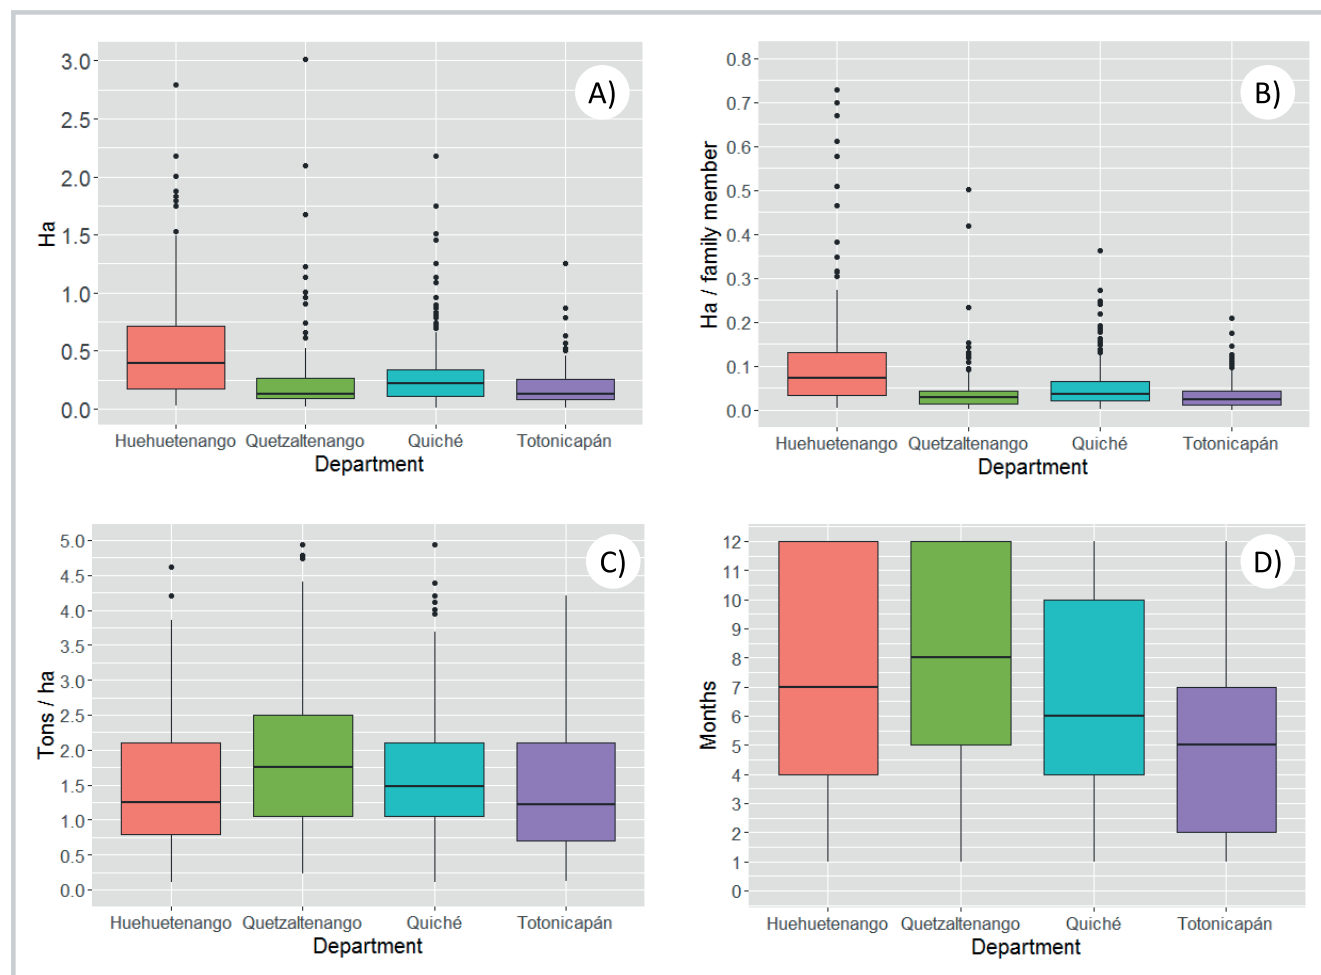 A)
Ha
3.0
2.5
2.0
1.5
1.0
0.5
0.0
Huehuetenango Quetzaltenango Quiché Totonicapán
Department
B)
Ha / family member
0.8
0.7
0.6
0.5
0.4
0.3
0.2
0.1
0.0
Huehuetenango Quetzaltenango Quiché Totonicapán
Department
C)
Tons / ha
5.0
4.5
4.0
3.5
3.0
2.5
2.0
1.5
1.0
0.5
0.0
Huehuetenango Quetzaltenango Quiché Totonicapán
Department
D)
Months
12
11
10
9
8
7
6
5
4
3
2
1
0
Huehuetenango Quetzaltenango Quiché Totonicapán
Department